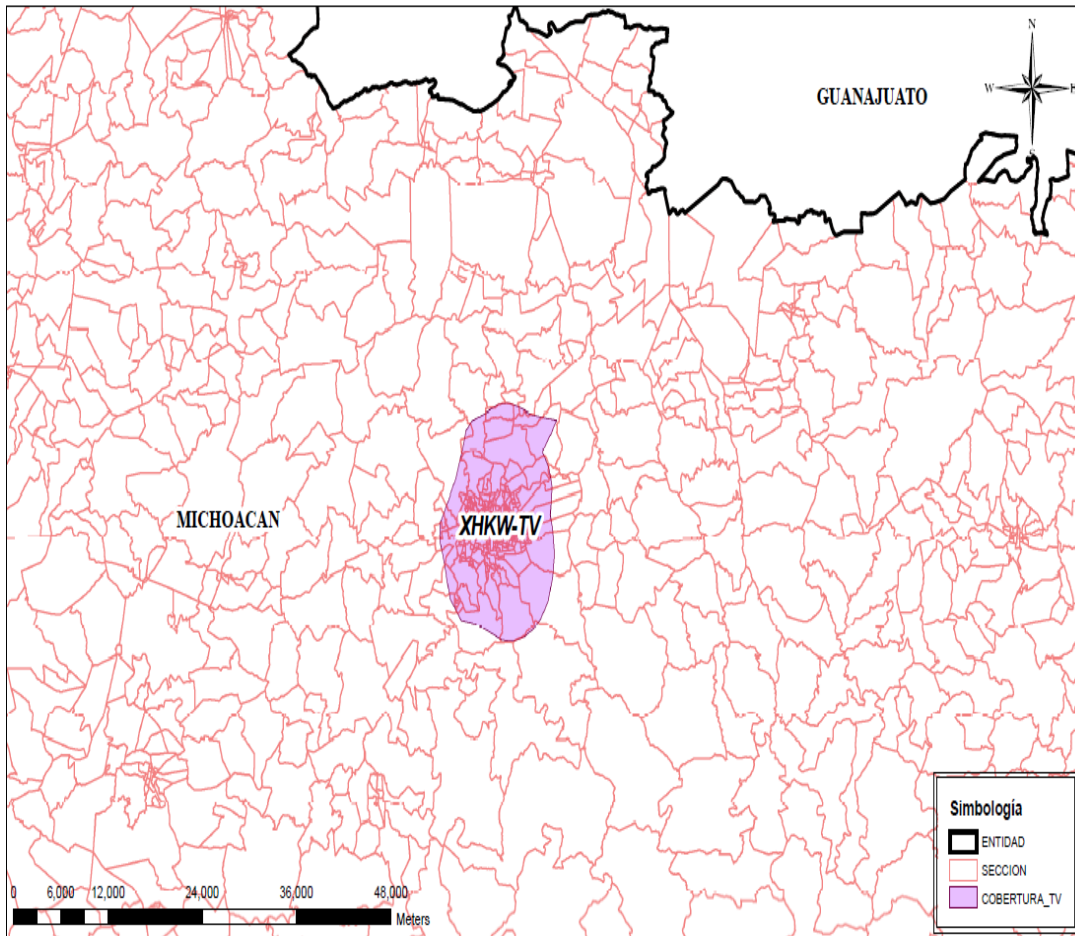 N
W E
S
GUANAJUATO
MICHOACAN
XHKW-TV
Simbología
ENTIDAD
SECCION
COBERTURA_TV
0 6,000 12,000 24,000 36,000 48,000
Meters